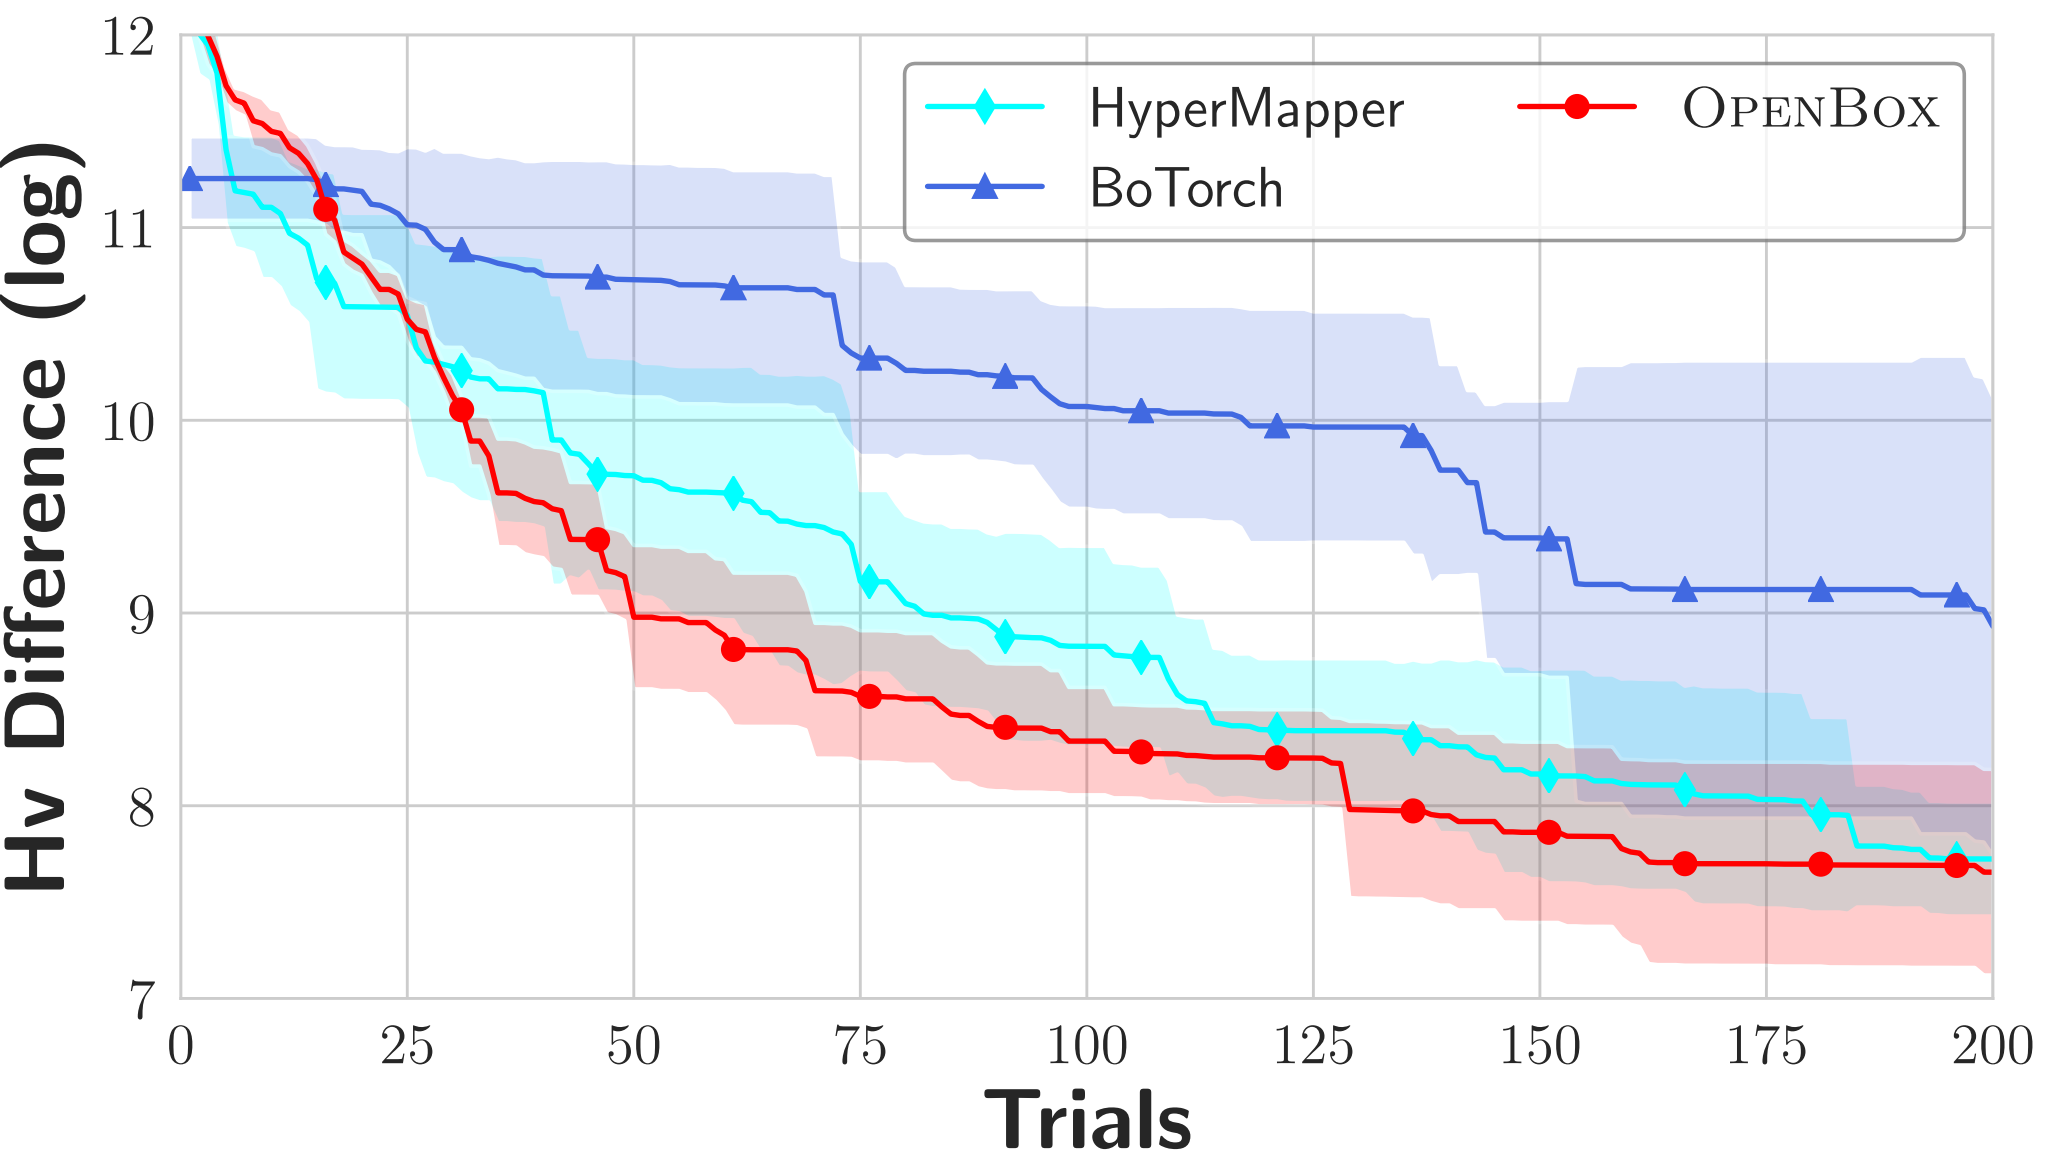 Hv Difference (log)
12
11
10
9
8
7
HyperMapper
OpenBox
BoTorch
0 25 50 75 100 125 150 175 200
Trials